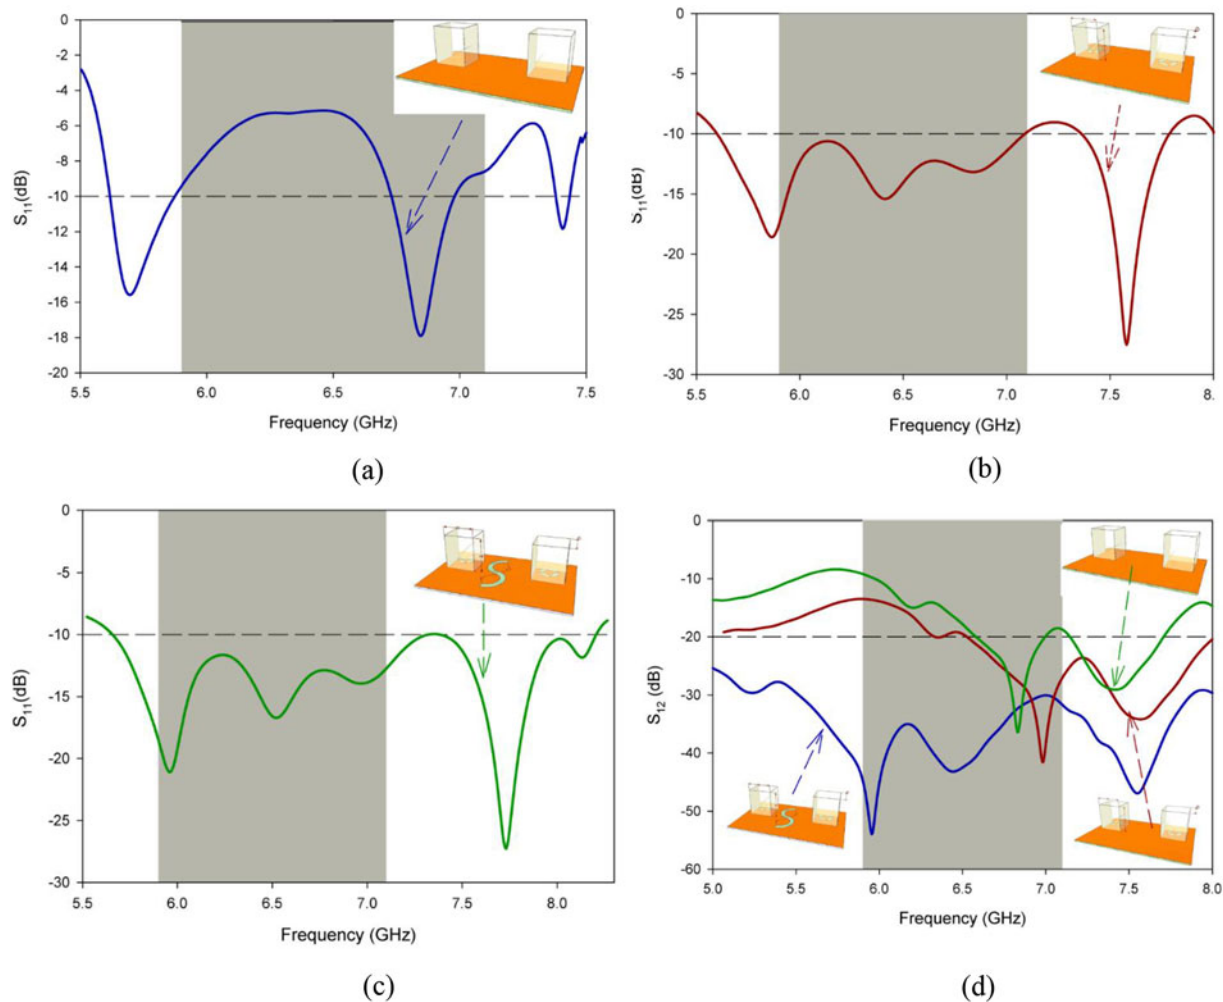 0
-2
-4
-6
-8
-10
-12
-14
-16
-18
-20
S11(dB)
5.5 6.0 6.5 7.0 7.5
Frequency (GHz)
(a)
0
-5
-10
-15
-20
-25
-30
S11(dB)
5.5 6.0 6.5 7.0 7.5 8.
Frequency (GHz)
(b)
0
-5
-10
-15
-20
-25
-30
S11(dB)
5.5 6.0 6.5 7.0 7.5 8.0
Frequency (GHz)
(c)
0
-10
-20
-30
-40
-50
-60
S12 (dB)
5.0 5.5 6.0 6.5 7.0 7.5 8.0
Frequency (GHz)
(d)